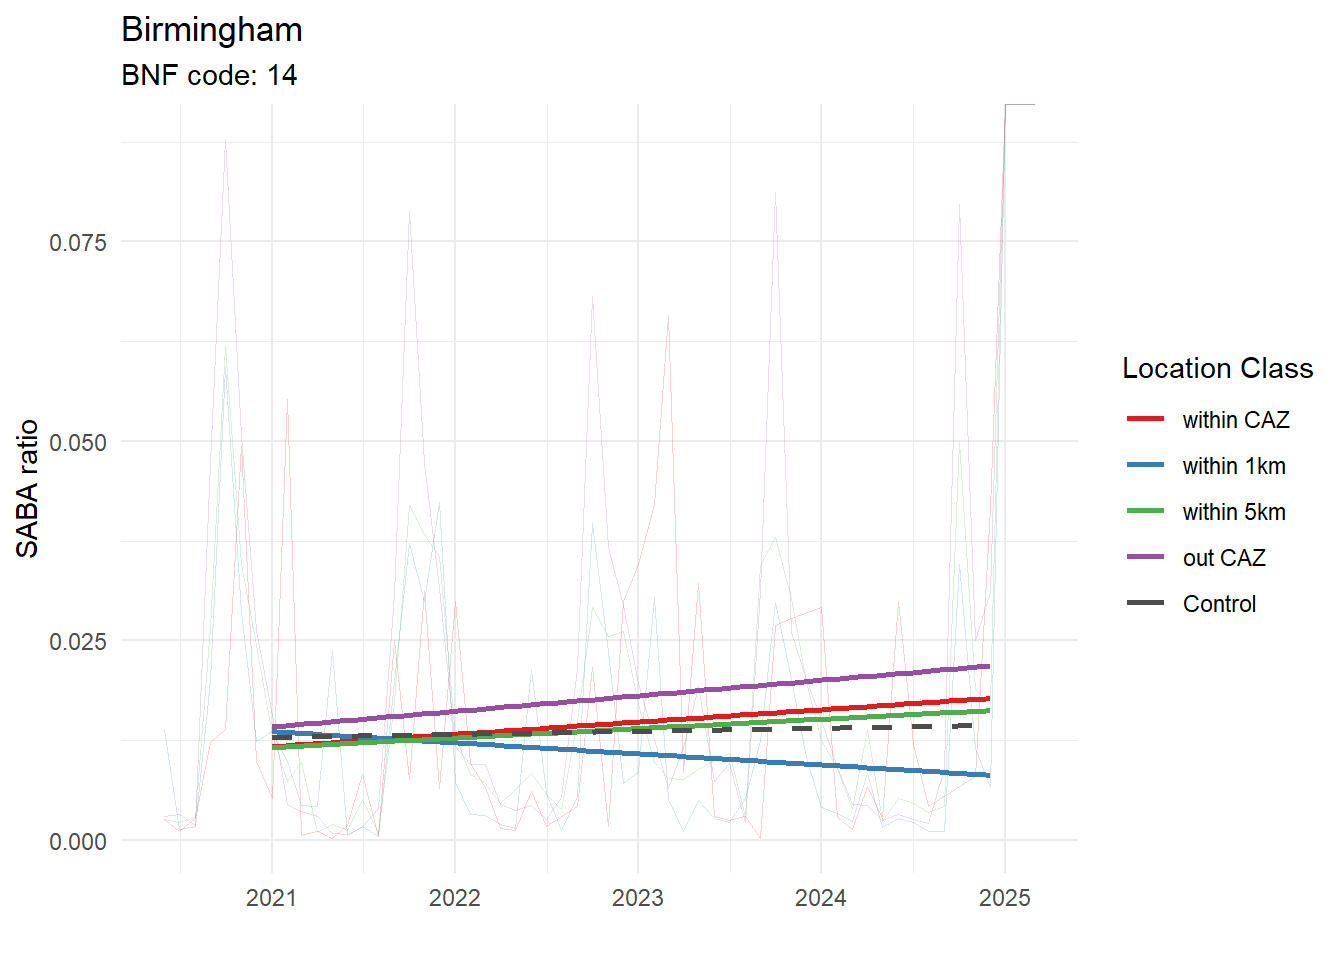 Birmingham
BNF code: 14
SABA ratio
0.075
0.050
0.025
0.000
2021
2022
2023
2024
2025
Location Class
within CAZ
within 1km
within 5km
out CAZ
Control